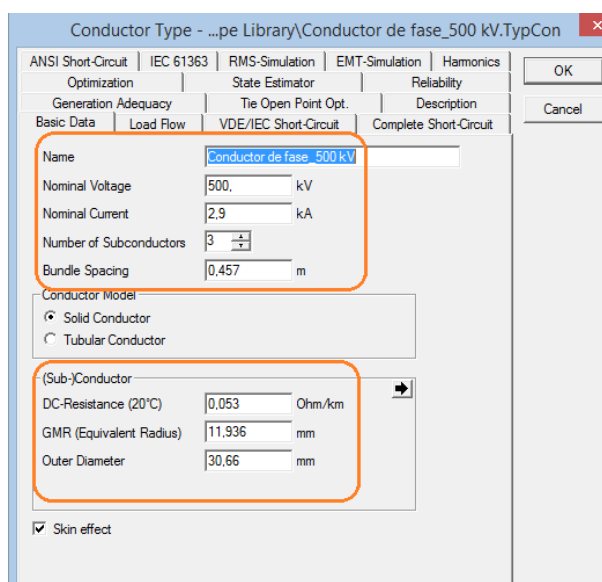 Conductor Type - ...pe Library\Conductor de fase_500 kV.TypCon
ANSI Short-Circuit IEC 61363 RMS-Simulation EMT-Simulation Harmonics
Optimization State Estimator Reliability
Generation Adequacy Tie Open Point Opt. Description
Basic Data Load Flow VDE/IEC Short-Circuit Complete Short-Circuit
OK
Cancel
Name Conductor de fase_500 kV
Nominal Voltage 500, kV
Nominal Current 2,9 kA
Number of Subconductors 3
Bundle Spacing 0,457 m
Conductor Model
Solid Conductor
Tubular Conductor
(Sub-)Conductor
DC-Resistance (20°C) 0,053 Ohm/km
GMR (Equivalent Radius) 11,936 mm
Outer Diameter 30,66 mm
Skin effect